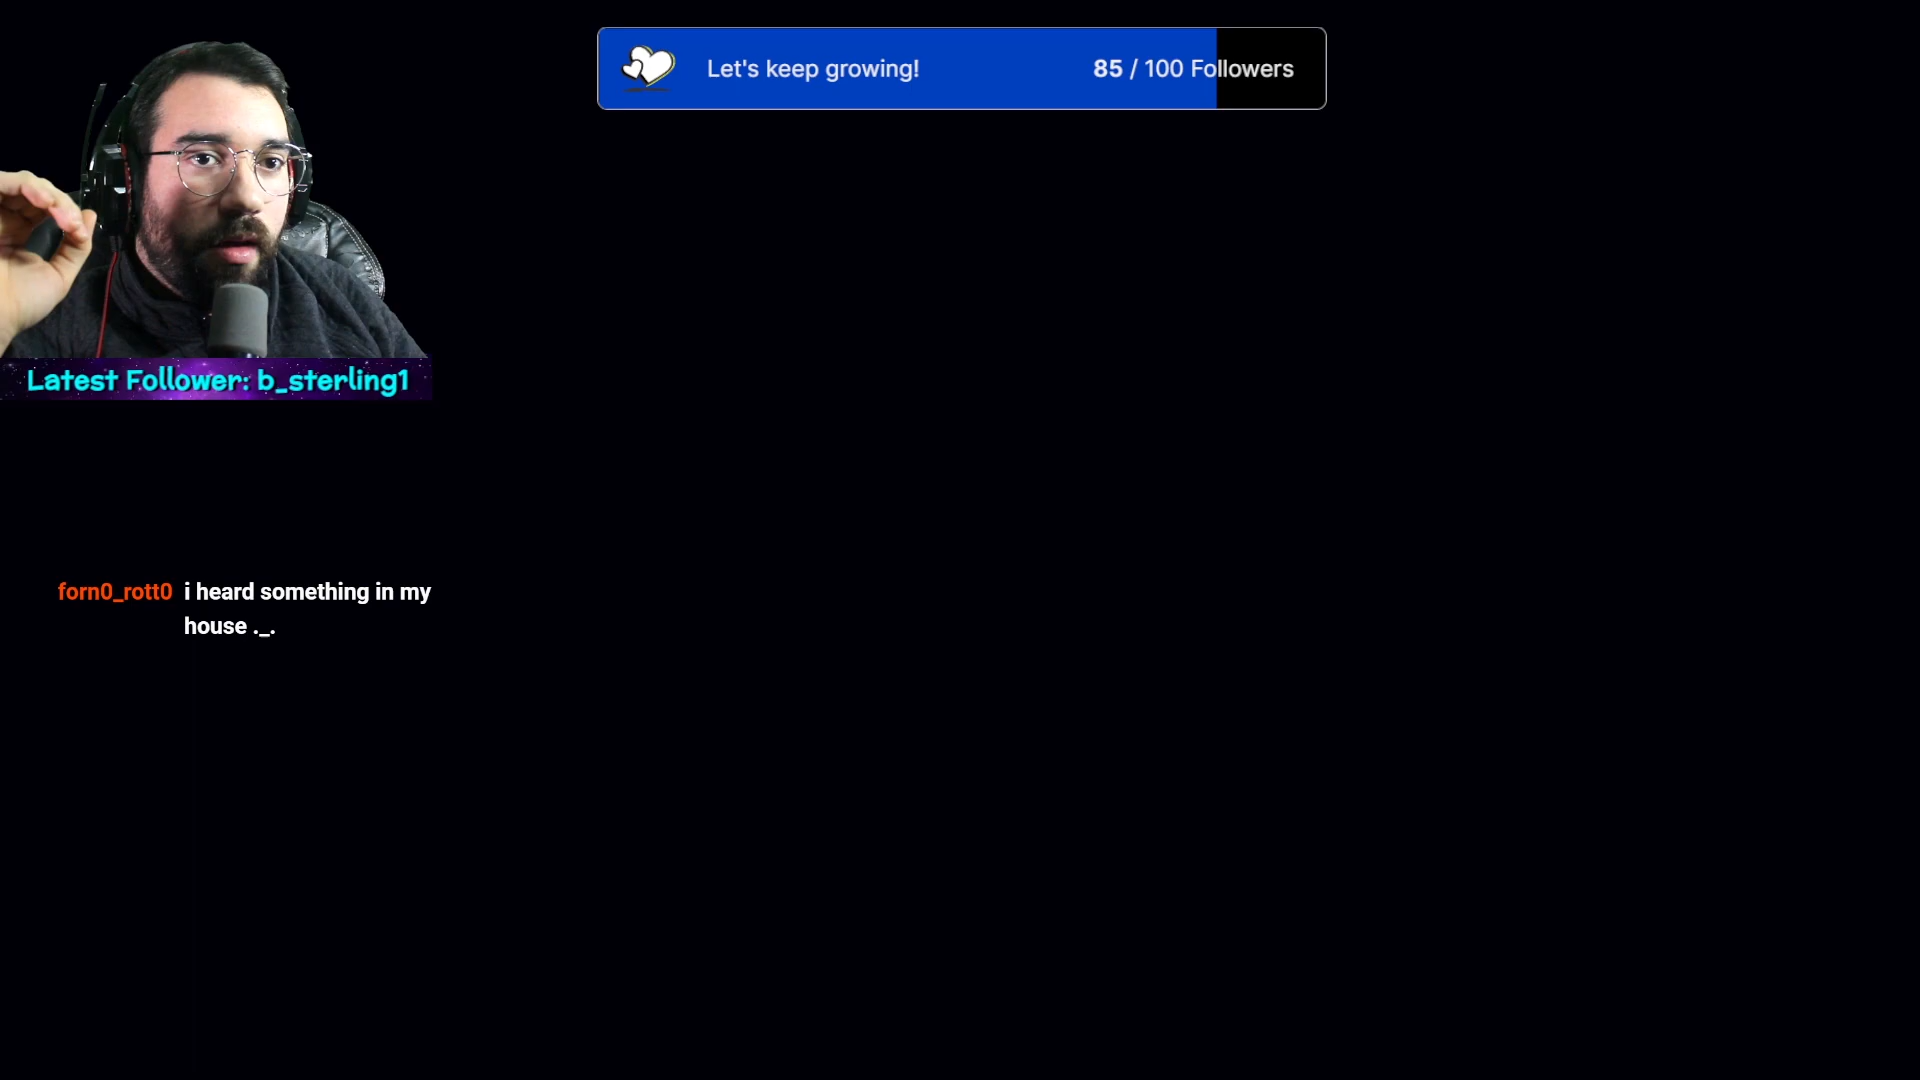 Let's keep growing! 85 / 100 Followers
Latest Follower: b_sterling1
forn0_rott0 i heard something in my
house ._.